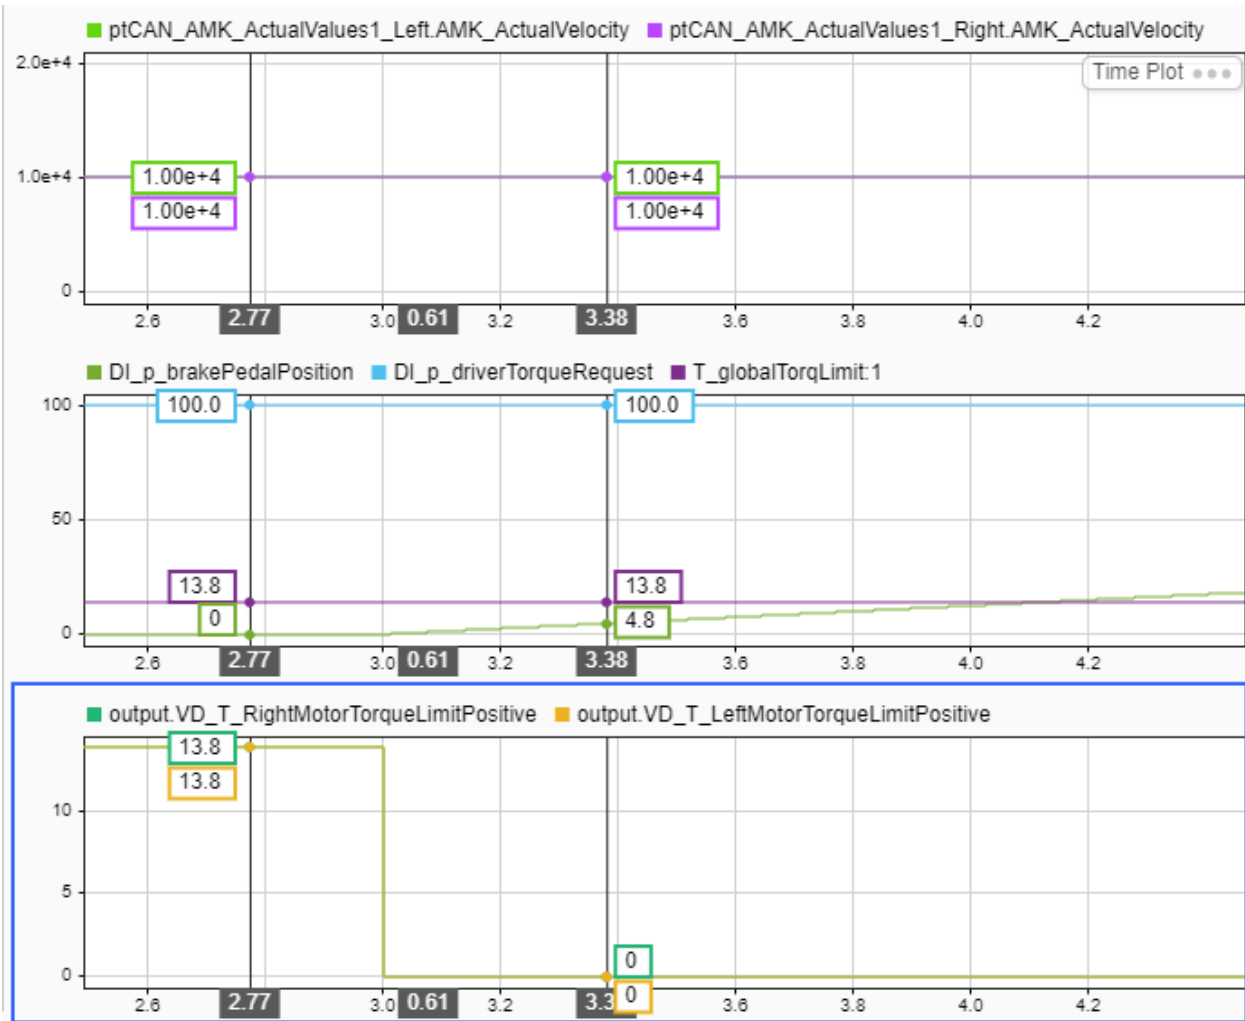 ptCAN_AMK_ActualValues1_Left.AMK_ActualVelocity ptCAN_AMK_ActualValues1_Right.AMK_ActualVelocity
2.0e+4
Time Plot
1.0e+4 1.00e+4 1.00e+4
1.00e+4 1.00e+4
0
2.6 2.77 3.0 0.61 3.2 3.38 3.6 3.8 4.0 4.2
DI_p_brakePedalPosition DI_p_driverTorqueRequest T_globalTorqLimit:1
100 100.0 100.0
50
13.8 13.8
0 0 4.8
2.6 2.77 3.0 0.61 3.2 3.38 3.6 3.8 4.0 4.2
output.VD_T_RightMotorTorqueLimitPositive output.VD_T_LeftMotorTorqueLimitPositive
13.8
13.8
10
5
0 0
2.6 2.77 3.0 0.61 3.2 3.3 0 3.6 3.8 4.0 4.2